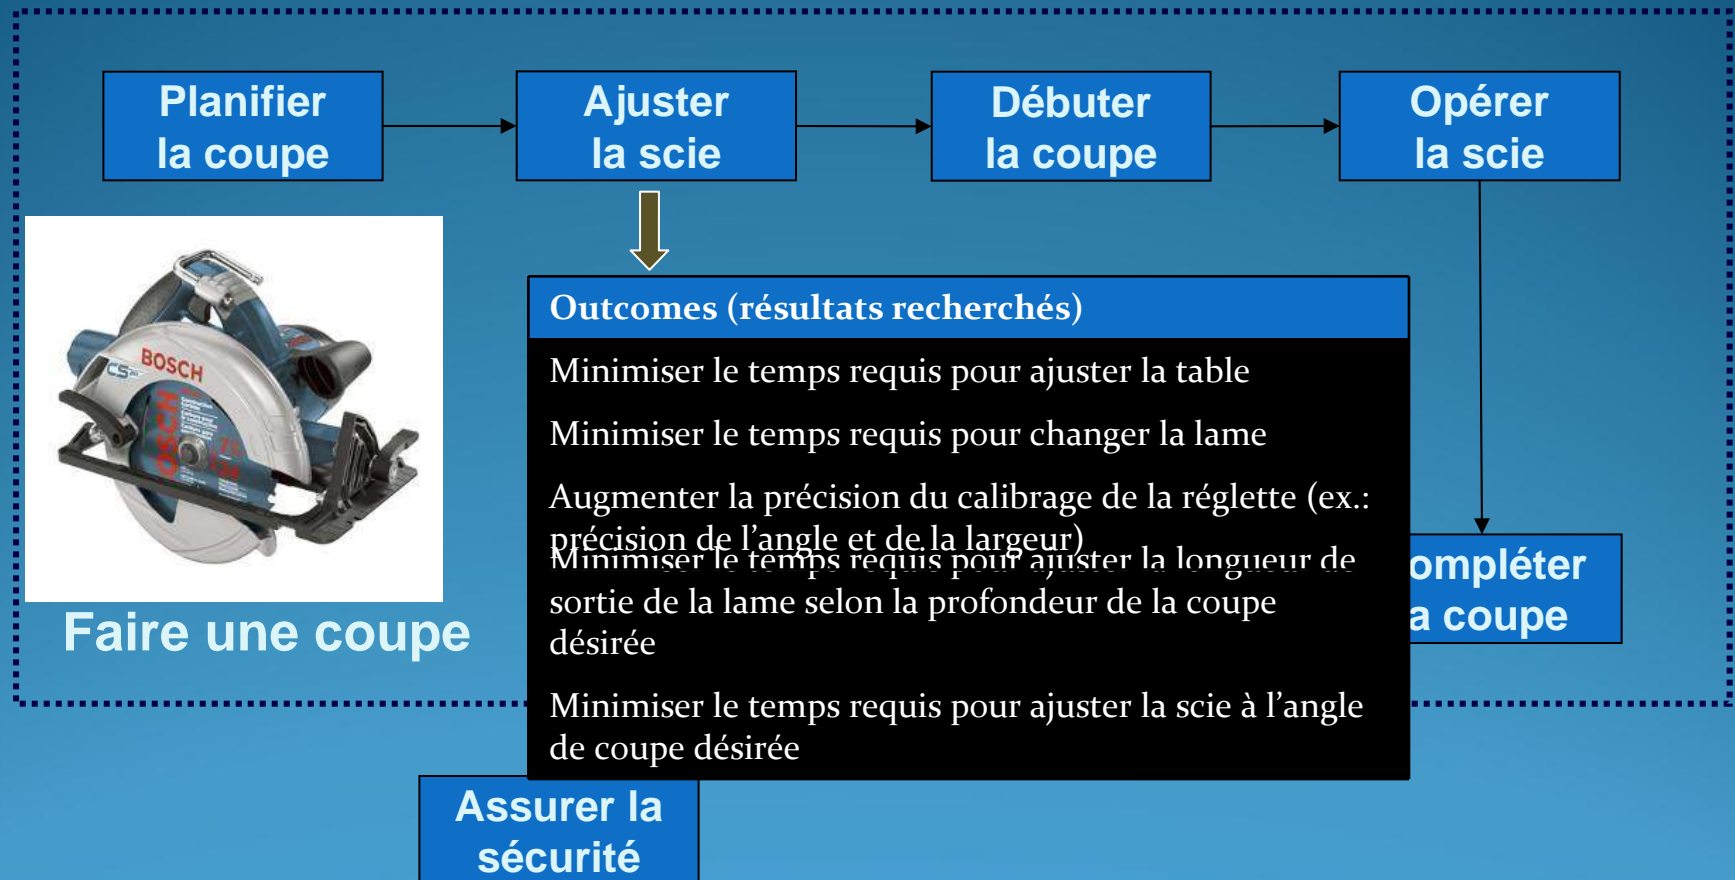 Planifier
la coupe
Ajuster
la scie
Débuter
la coupe
Opérer
la scie
BOSCH
CS
BOSCH
Faire une coupe
Outcomes (résultats recherchés)
Minimiser le temps requis pour ajuster la table
Minimiser le temps requis pour changer la lame
Augmenter la précision du calibrage de la réglette (ex.:
précision de l’angle et de la largeur)
Minimiser le temps requis pour ajuster la longueur de
sortie de la lame selon la profondeur de la coupe
désirée
Minimiser le temps requis pour ajuster la scie à l’angle
de coupe désirée
ompléter
a coupe
Assurer la
sécurité